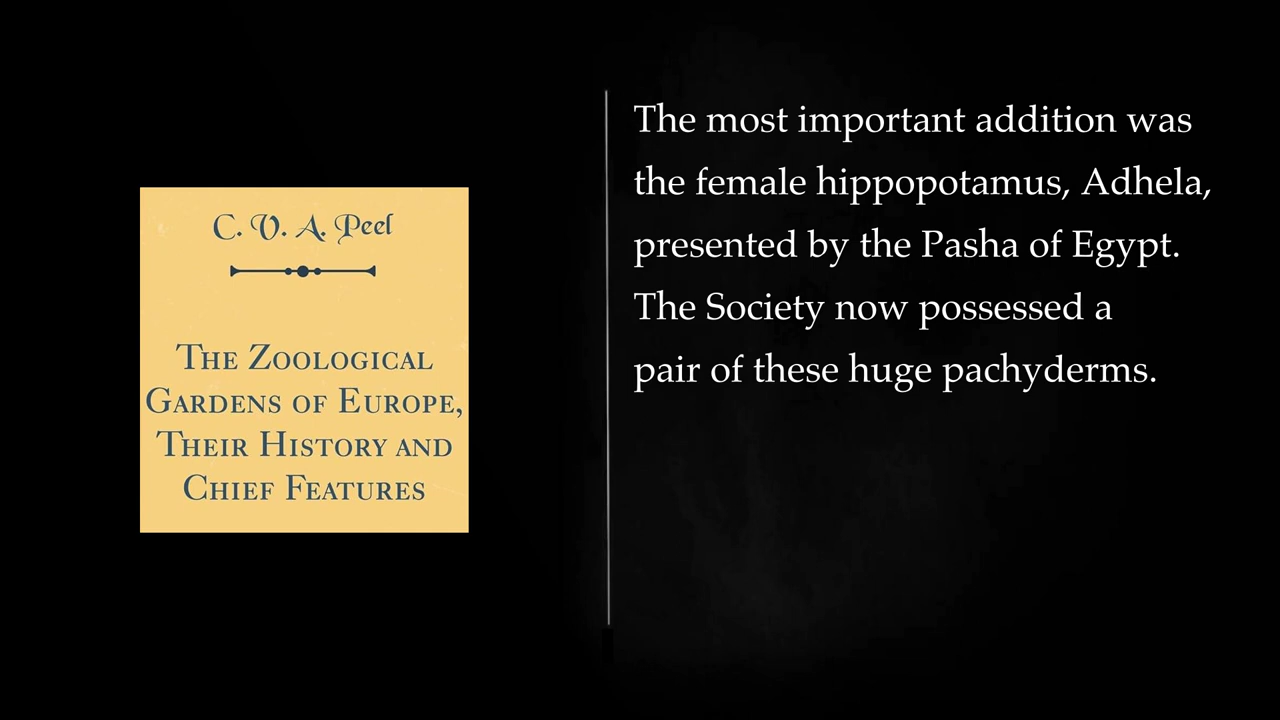 C. V. A. Peel
The Zoological
Gardens of Europe,
Their History and
Chief Features
The most important addition was
the female hippopotamus, Adhela,
presented by the Pasha of Egypt.
The Society now possessed a
pair of these huge pachyderms.